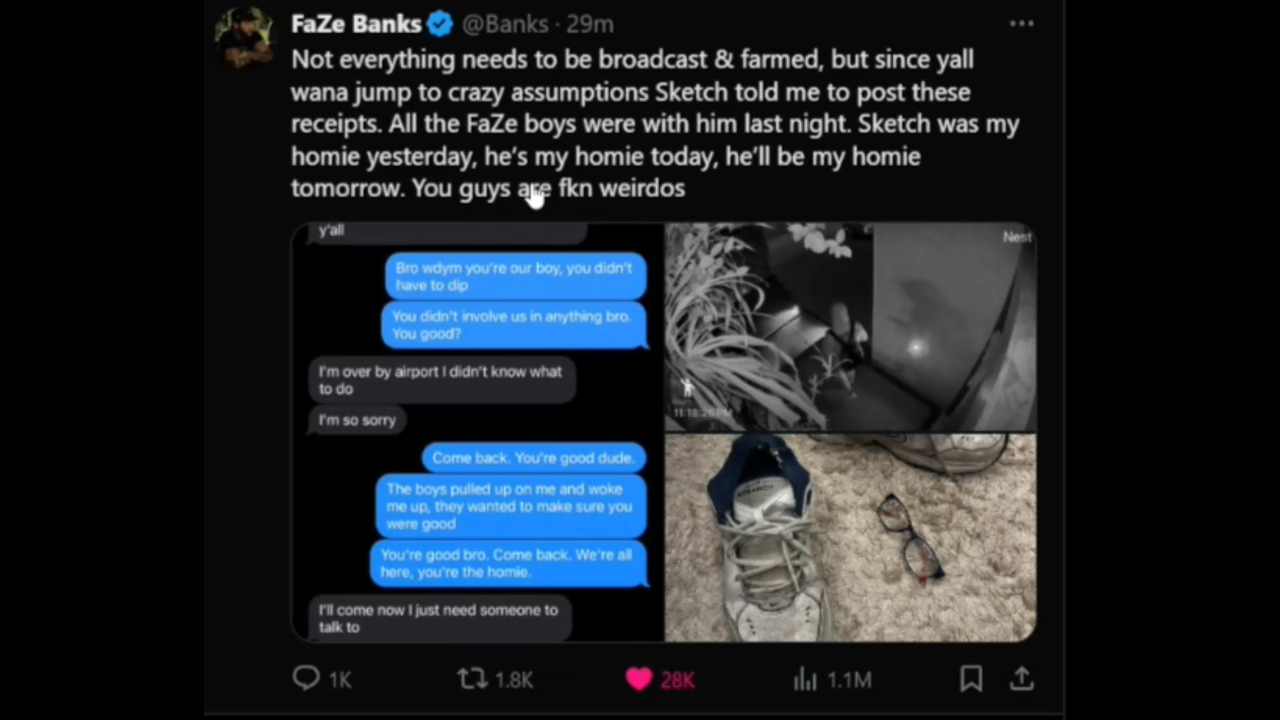 FaZe Banks @Banks · 29m
Not everything needs to be broadcast & farmed, but since yall
wana jump to crazy assumptions Sketch told me to post these
receipts. All the FaZe boys were with him last night. Sketch was my
homie yesterday, he's my homie today, he'll be my homie
tomorrow. You guys are fkn weirdos
y'all
Bro wdym you're our boy, you didn't
have to dip
You didn't involve us in anything bro.
You good?
I'm over by airport I didn't know what
to do
I'm so sorry
Come back. You're good dude.
The boys pulled up on me and woke
me up, they wanted to make sure you
were good
You're good bro. Come back. We're all
here, you're the homie.
I'll come now I just need someone to
talk to
Nest
11:18:26 PM
1K 1.8K 28K 1.1M